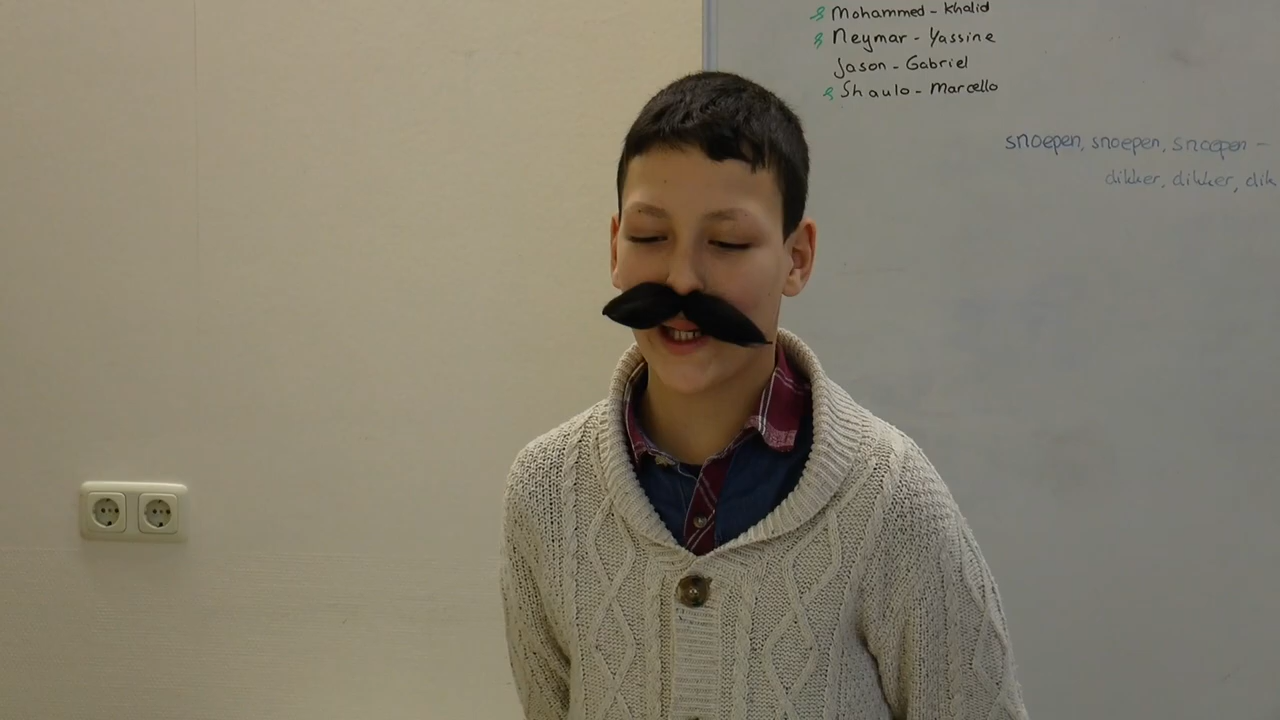 Mohammed - Khalid
Neymar - Yassine
Jason - Gabriel
Shaulo - Marcello
snoepen, snoepen, snoepen -
dikker, dikker, dik